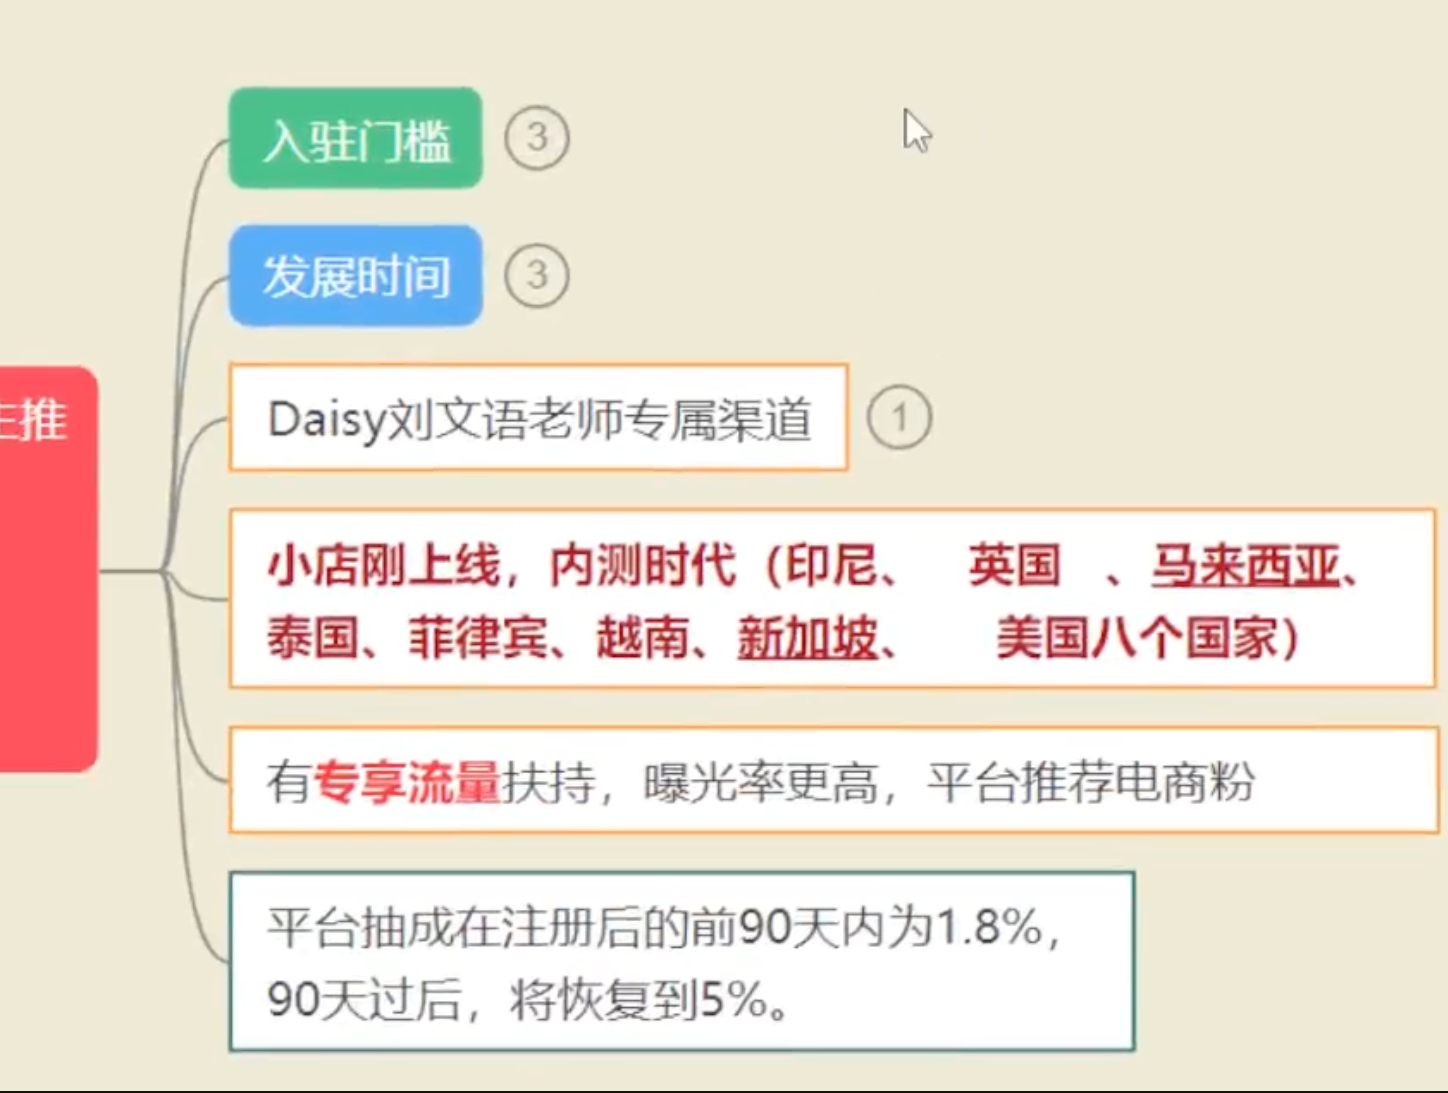 入驻门槛 3
发展时间 3
主推
Daisy刘文语老师专属渠道 1
小店刚上线，内测时代（印尼、 英国 、马来西亚、
泰国、菲律宾、越南、新加坡、 美国八个国家）
有专享流量扶持，曝光率更高，平台推荐电商粉
平台抽成在注册后的前90天内为1.8%，
90天过后，将恢复到5%。